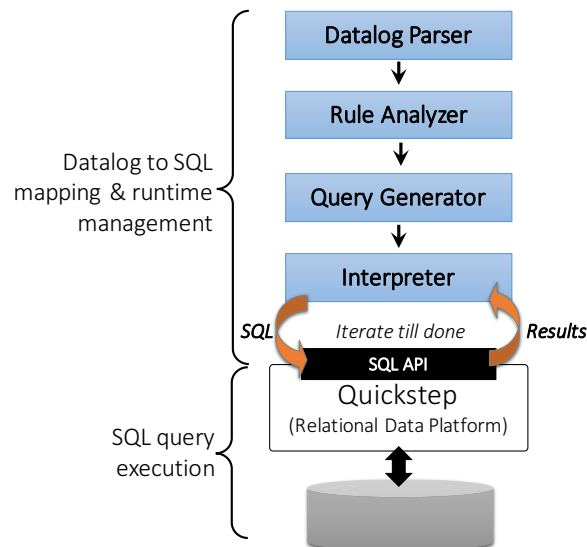 Datalog Parser
Rule Analyzer
Datalog to SQL
mapping & runtime
management
Query Generator
Interpreter
SQL
Iterate till done
Results
SQL API
Quickstep
(Relational Data Platform)
SQL query
execution